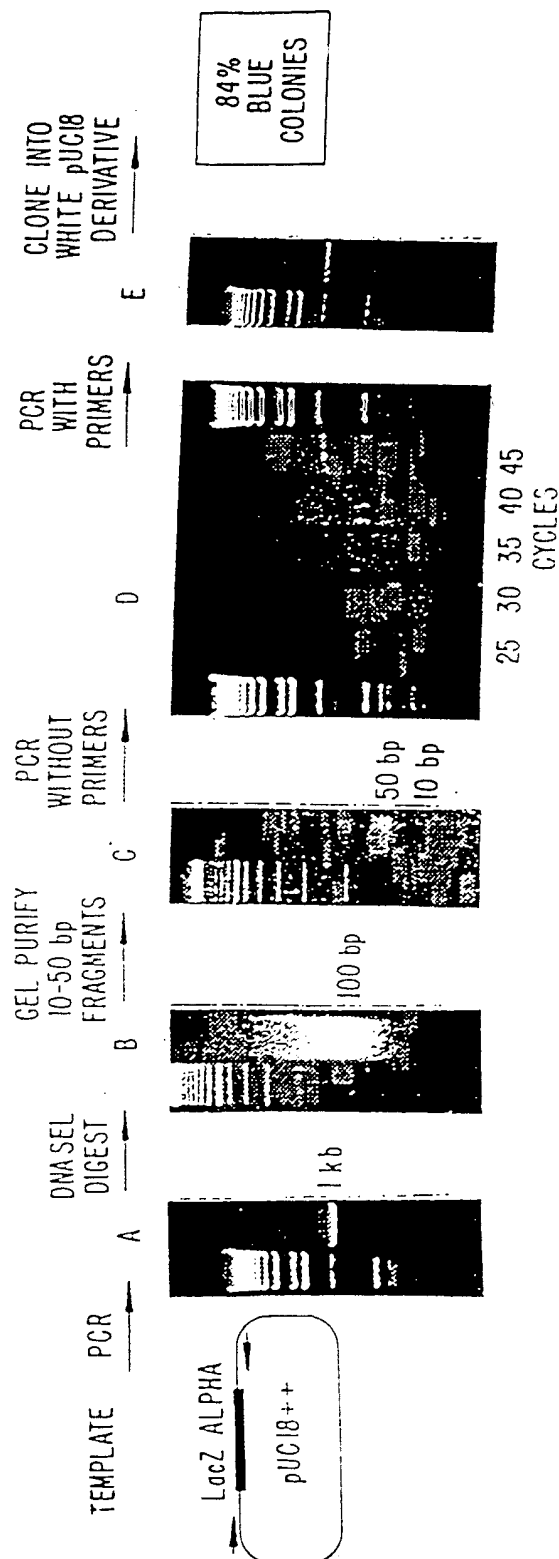 TEMPLATE
PCR
DNASEL
DIGEST
GEL PURIFY
10-50 bp
FRAGMENTS
PCR
WITHOUT
PRIMERS
PCR
WITH
PRIMERS
CLONE INTO
WHITE pUC18
DERIVATIVE
A
B
C
D
E
LacZ ALPHA
pUC18++
1 kb
100 bp
50 bp
10 bp
25 30 35 40 45
CYCLES
84%
BLUE
COLONIES